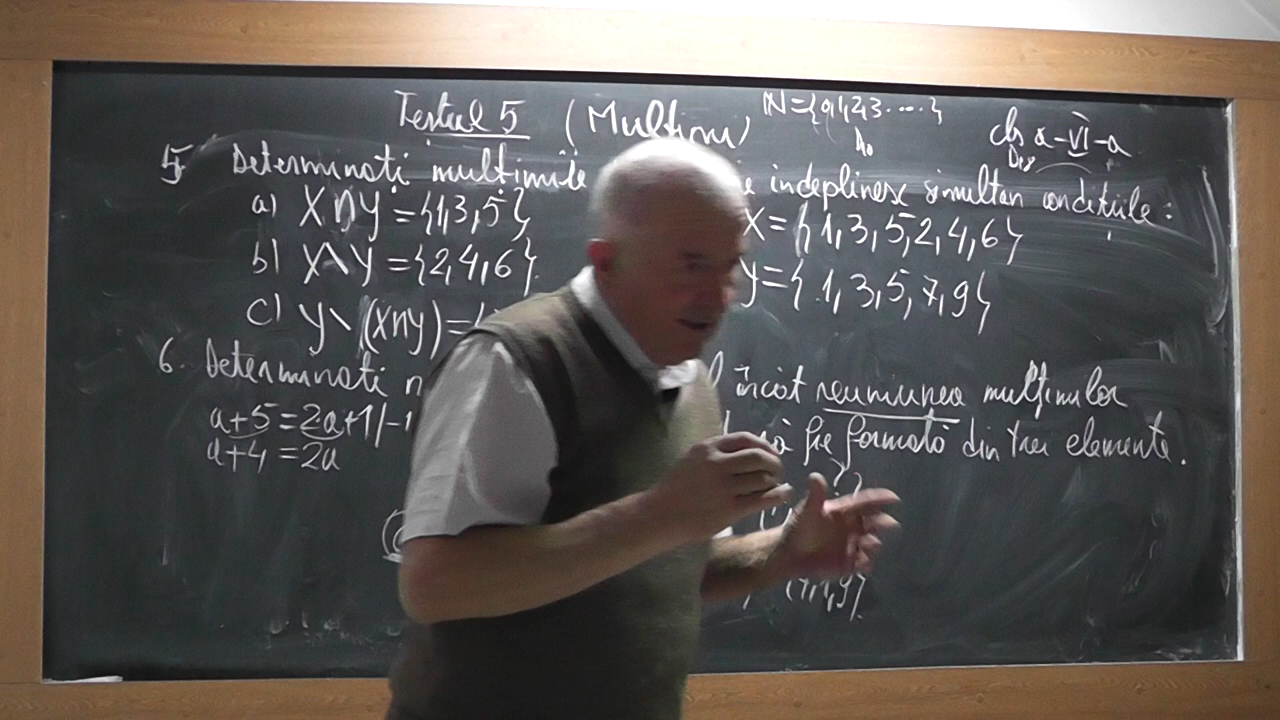 Testul 5 (Mulțimi)
N={0,1,2,3.....}
cls a-VI-a
5. Determinați mulțimile indeplinesc simultan condițiile:
a) X∩Y={1,3,5} X={1,3,5,2,4,6}
b) X\Y={2,4,6} Y={1,3,5,7,9}
c) Y\(X∩Y)={
6. Determinați încât reuniunea mulțimilor
a+5=2a+1/-1 să fie formată din trei elemente.
a+4=2a